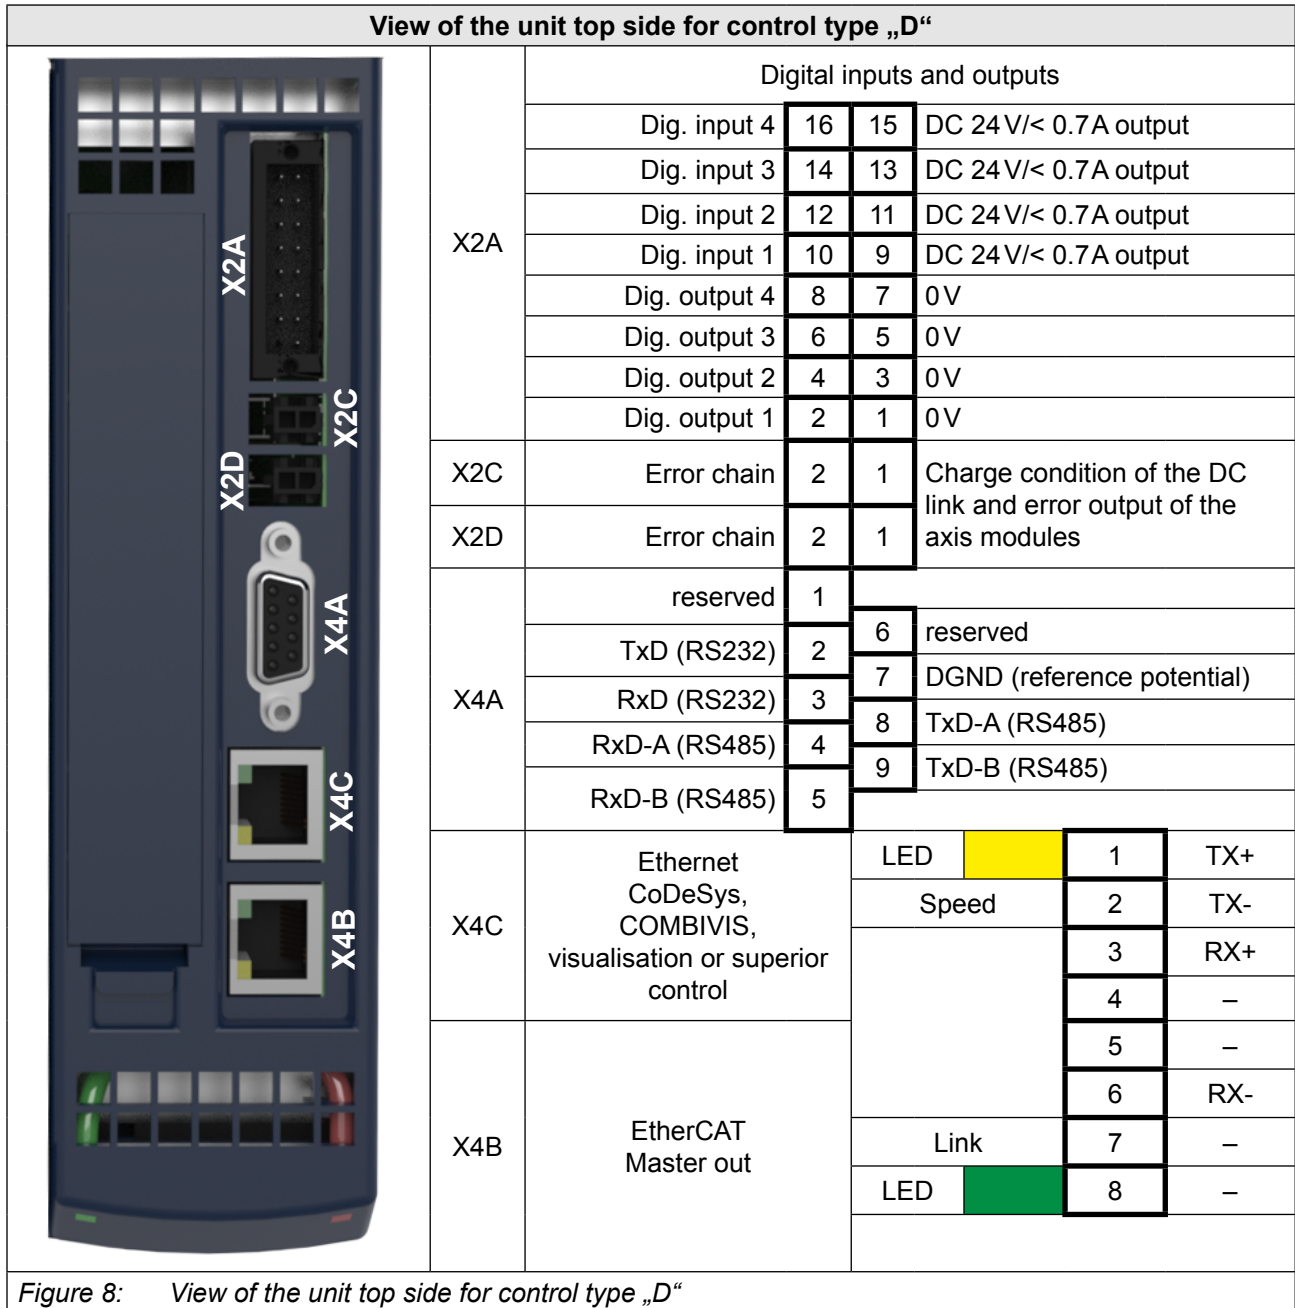 View of the unit top side for control type „D“
X2A
X2C
X2D
X4A
X4C
X4B
X2A
Digital inputs and outputs
Dig. input 4 16 15 DC 24 V/< 0.7 A output
Dig. input 3 14 13 DC 24 V/< 0.7 A output
Dig. input 2 12 11 DC 24 V/< 0.7 A output
Dig. input 1 10 9 DC 24 V/< 0.7 A output
Dig. output 4 8 7 0 V
Dig. output 3 6 5 0 V
Dig. output 2 4 3 0 V
Dig. output 1 2 1 0 V
X2C Error chain 2 1
X2D Error chain 2 1
Charge condition of the DC
link and error output of the
axis modules
X4A
reserved 1
TxD (RS232) 2
RxD (RS232) 3
RxD-A (RS485) 4
RxD-B (RS485) 5
6 reserved
7 DGND (reference potential)
8 TxD-A (RS485)
9 TxD-B (RS485)
X4C
Ethernet
CoDeSys,
COMBIVIS,
visualisation or superior
control
X4B
EtherCAT
Master out
LED 1 TX+
Speed 2 TX-
3 RX+
4 –
5 –
6 RX-
Link 7 –
LED 8 –
Figure 8: View of the unit top side for control type „D“